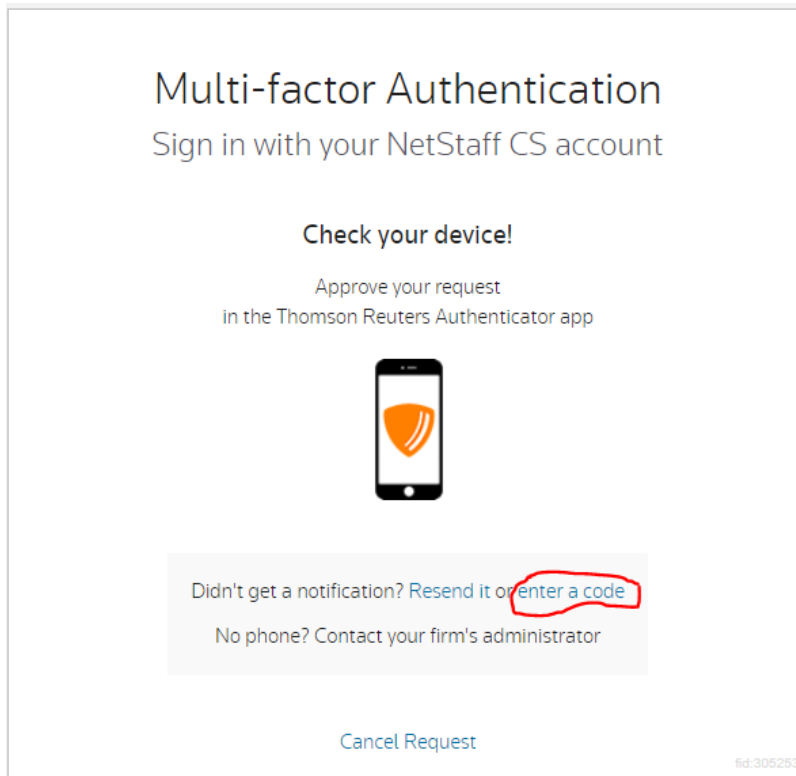 Multi-factor Authentication
Sign in with your NetStaff CS account
Check your device!
Approve your request
in the Thomson Reuters Authenticator app
Didn't get a notification? Resend it or enter a code
No phone? Contact your firm's administrator
Cancel Request
fid:305253